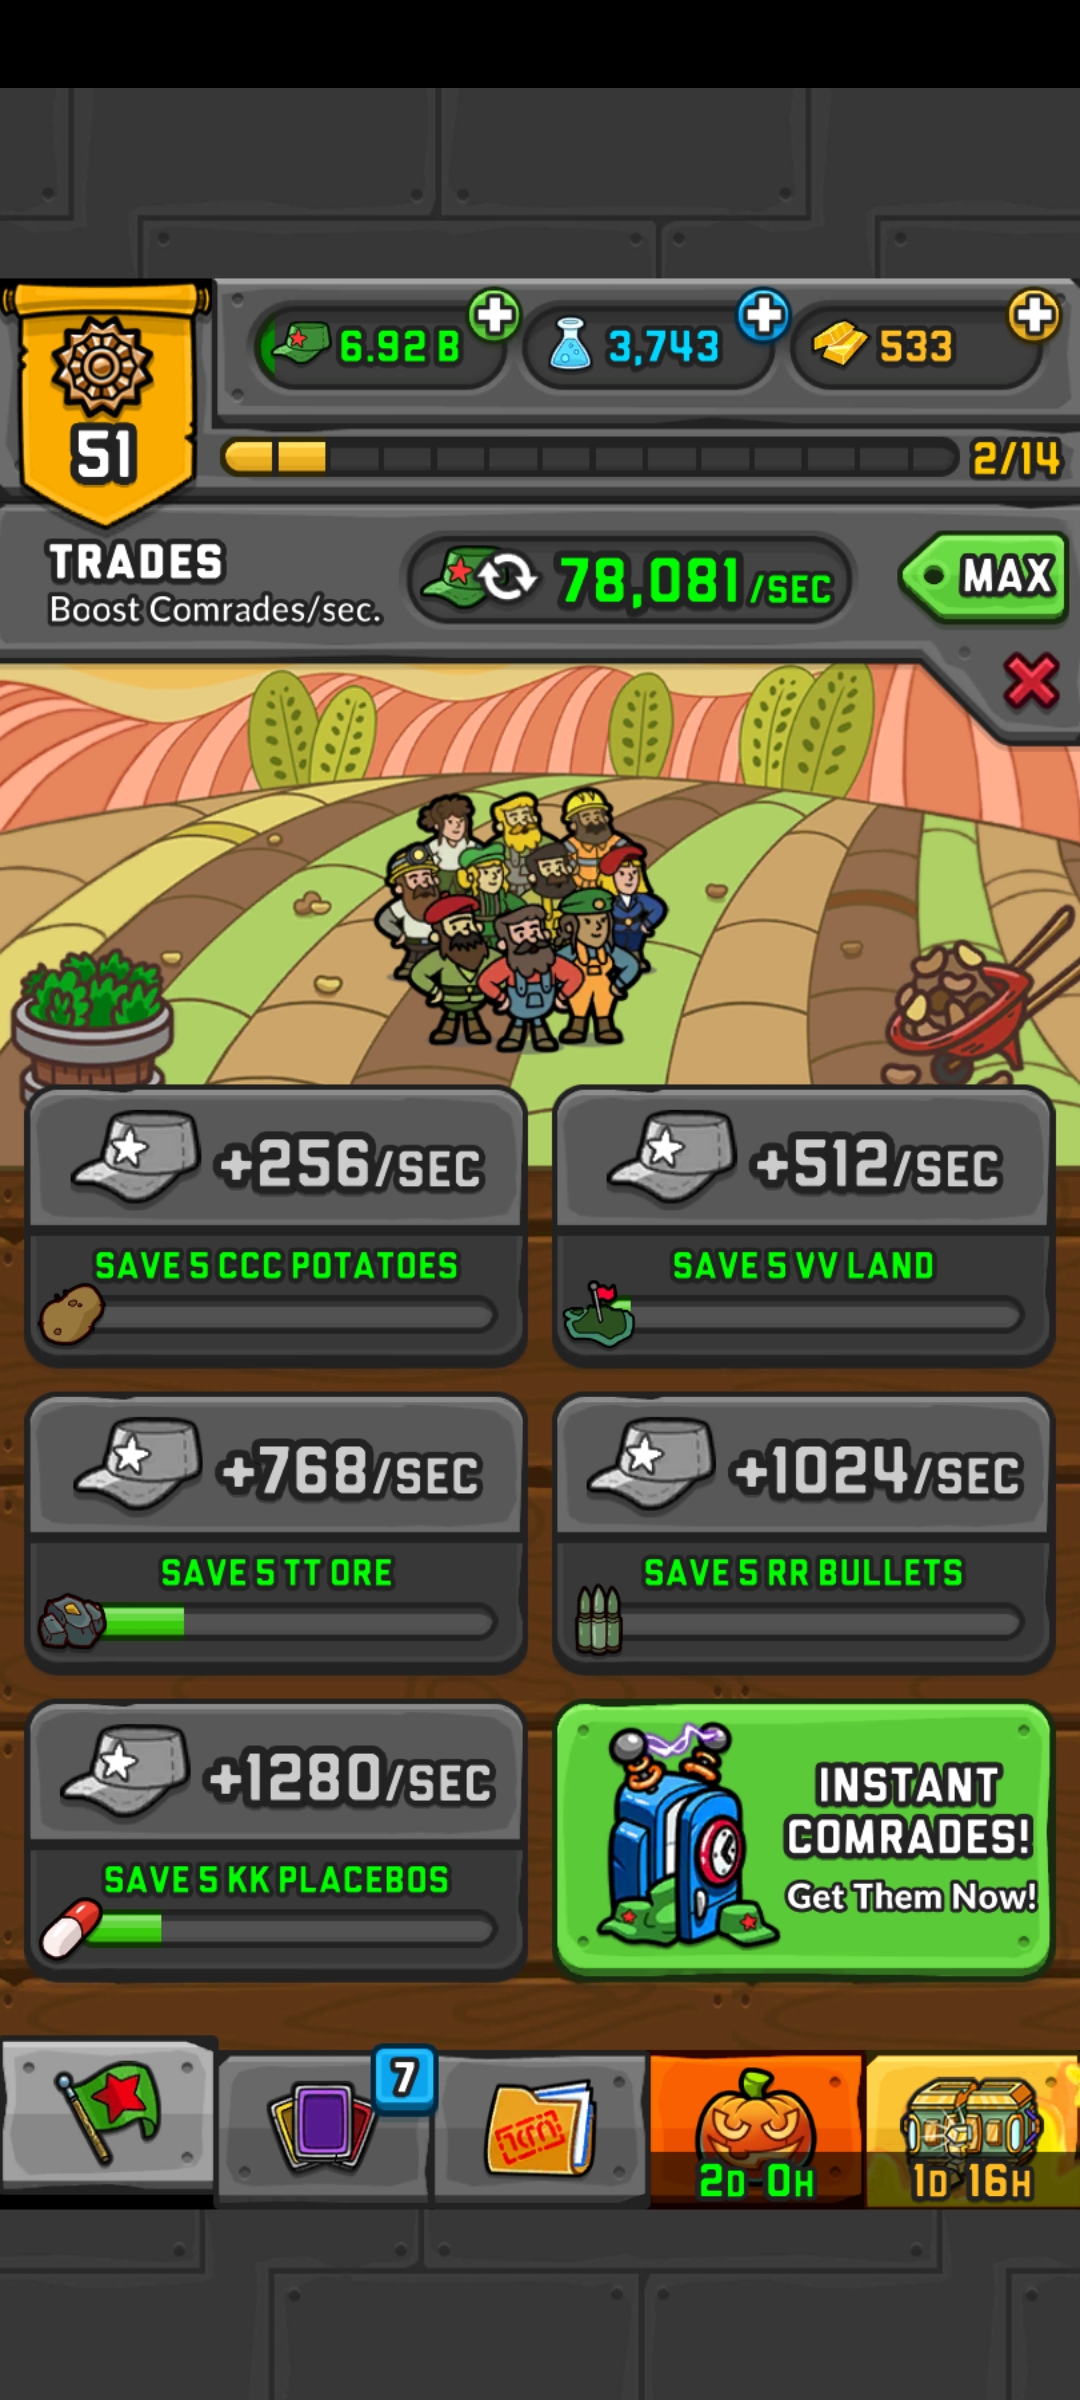 6.92 B
3,743
533
51
2/14
TRADES
Boost Comrades/sec.
78,081/SEC
MAX
+256/SEC
+512/SEC
SAVE 5 CCC POTATOES
SAVE 5 VV LAND
+768/SEC
+1024/SEC
SAVE 5 TT ORE
SAVE 5 RR BULLETS
+1280/SEC
INSTANT
COMRADES!
Get Them Now!
SAVE 5 KK PLACEBOS
7
2D 0H
1D 16H